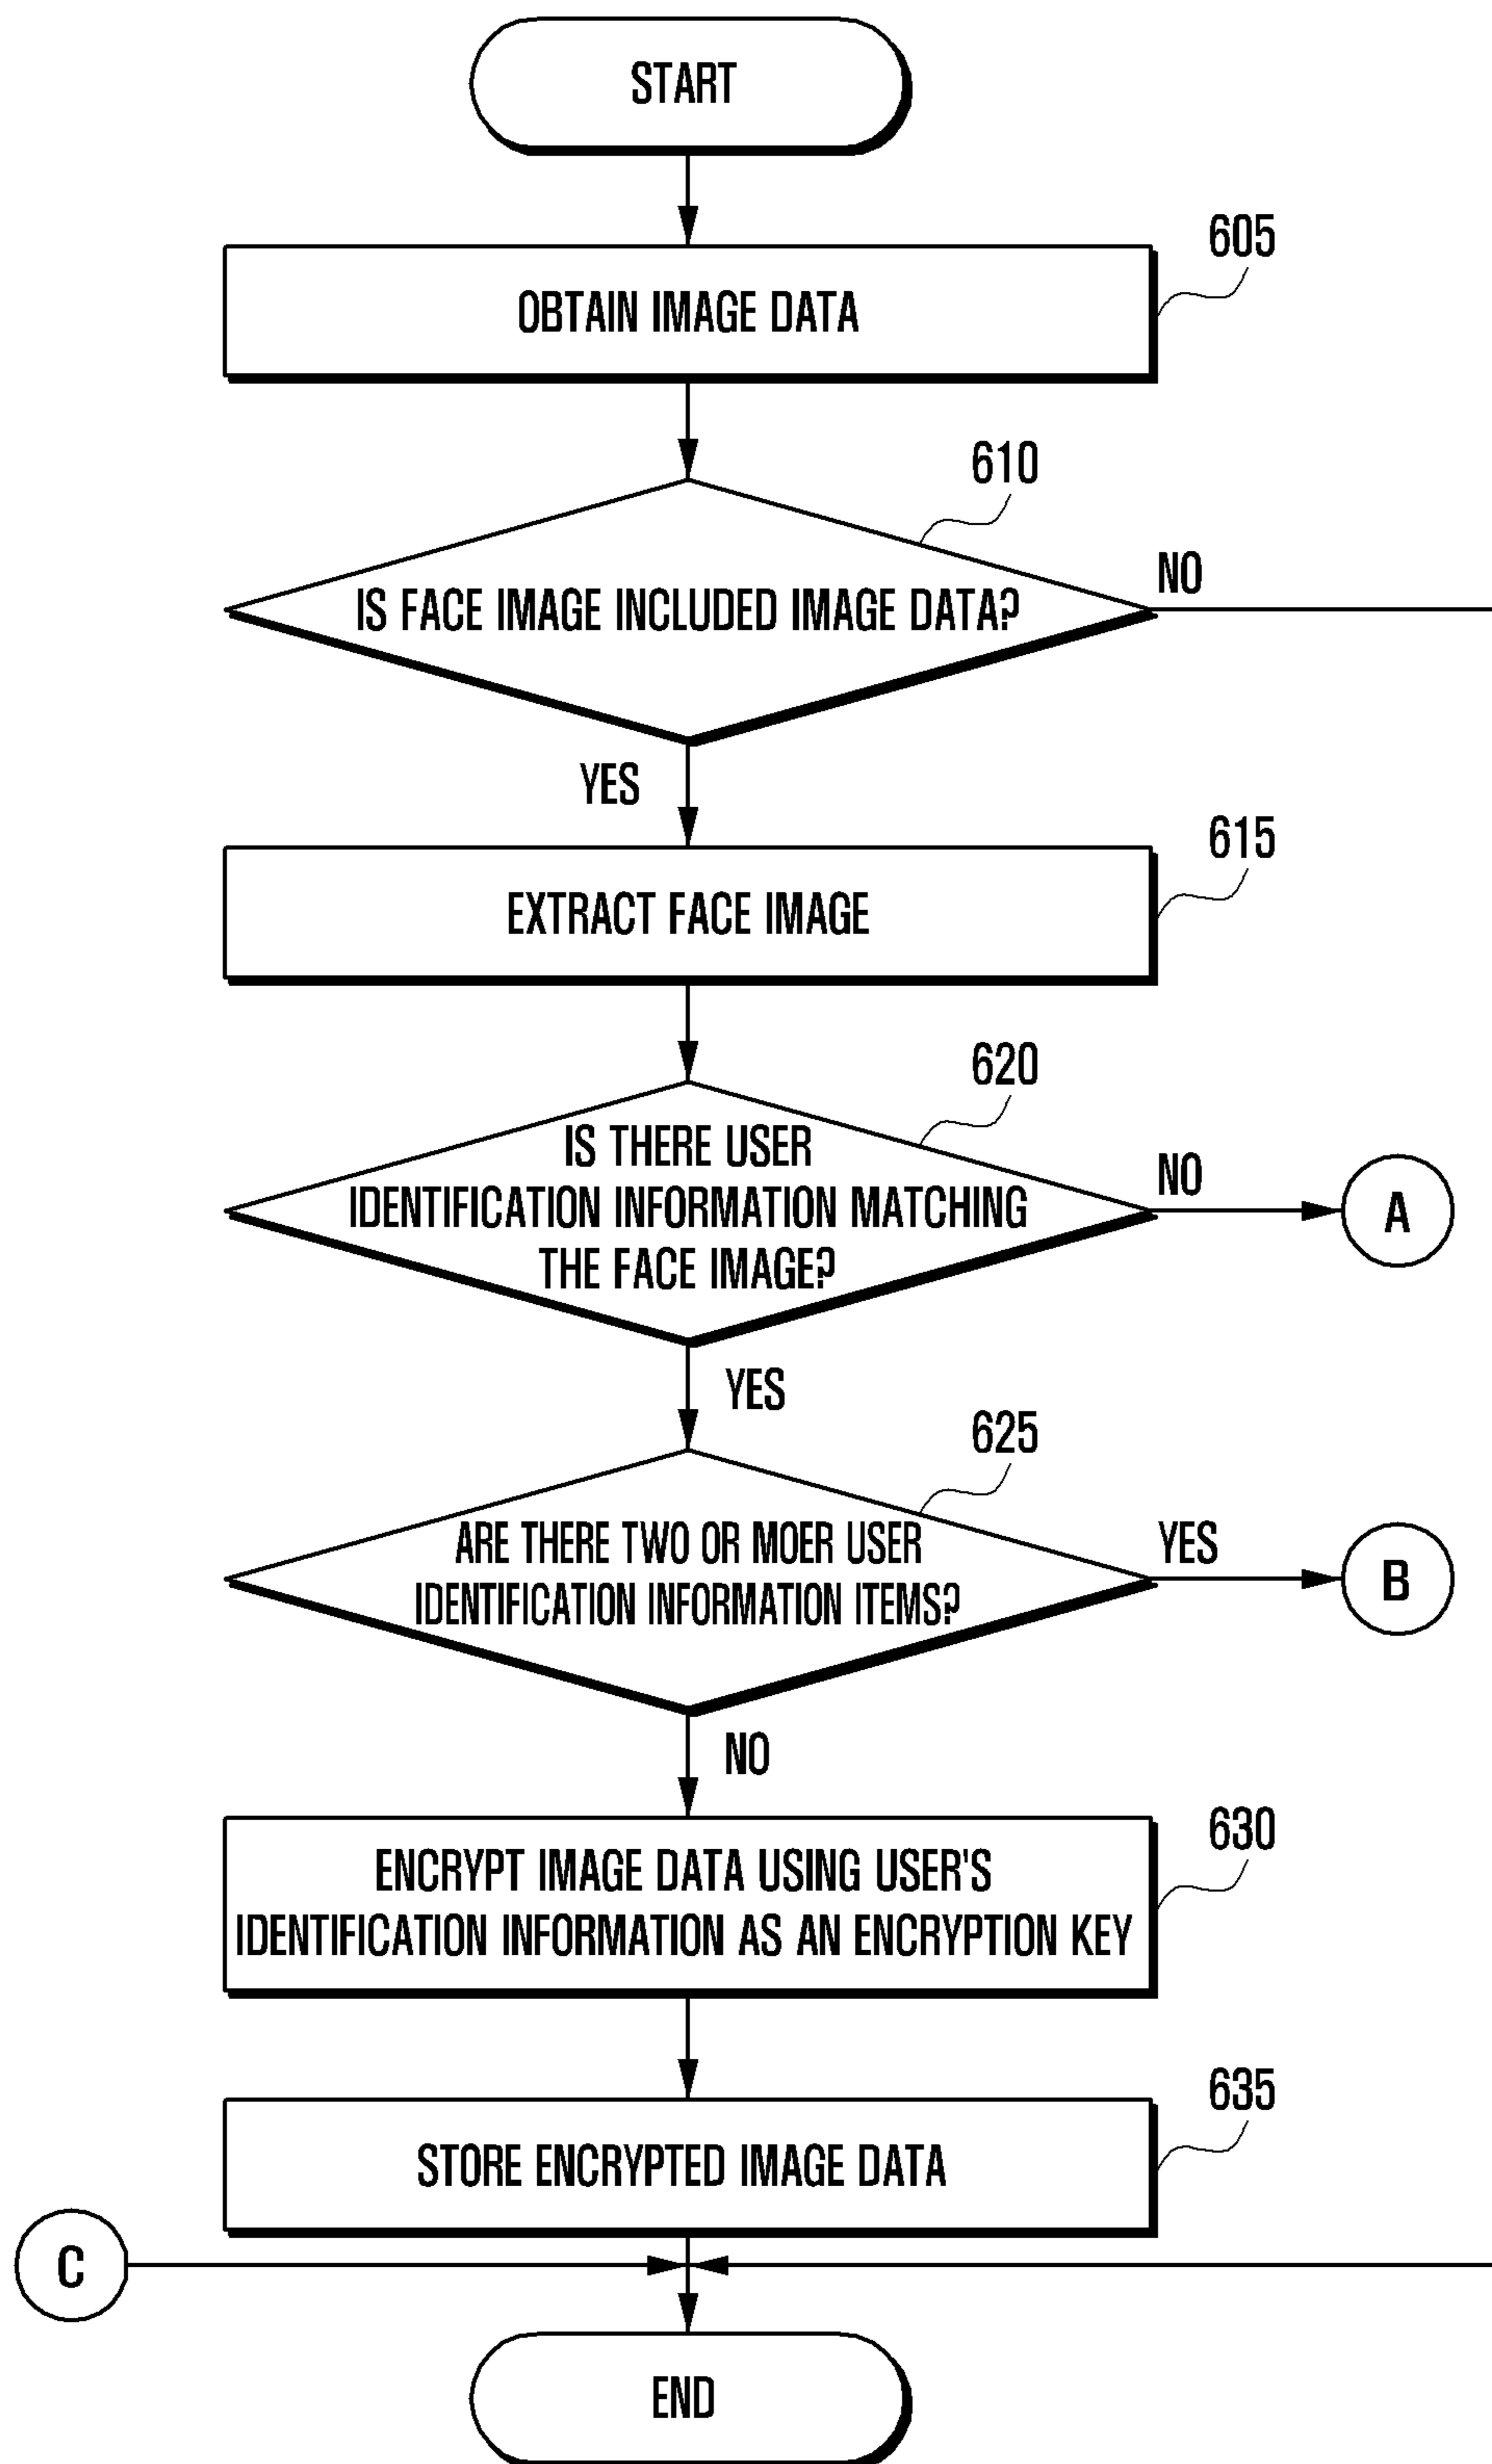 START
605
OBTAIN IMAGE DATA
610
NO
IS FACE IMAGE INCLUDED IMAGE DATA?
YES
615
EXTRACT FACE IMAGE
620
IS THERE USER
IDENTIFICATION INFORMATION MATCHING
THE FACE IMAGE?
NO
A
YES
625
ARE THERE TWO OR MOER USER
IDENTIFICATION INFORMATION ITEMS?
YES
B
NO
630
ENCRYPT IMAGE DATA USING USER'S
IDENTIFICATION INFORMATION AS AN ENCRYPTION KEY
635
STORE ENCRYPTED IMAGE DATA
C
END